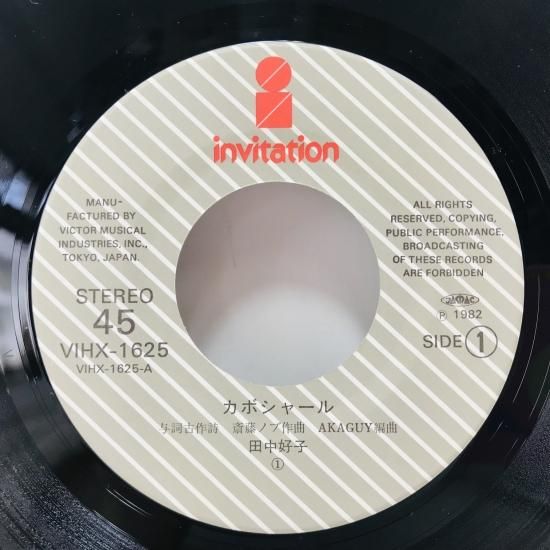 invitation
MANU-
FACTURED BY
VICTOR MUSICAL
INDUSTRIES, INC.,
TOKYO, JAPAN.
ALL RIGHTS
RESERVED, COPYING,
PUBLIC PERFORMANCE,
BROADCASTING
OF THESE RECORDS
ARE FORBIDDEN
STEREO
45
VIHX-1625
VIHX-1625-A
JASRAC
Ⓟ 1982
SIDE 1
カボシャール
与詞古作詩 斎藤ノブ作曲 AKAGUY編曲
田中好子
①